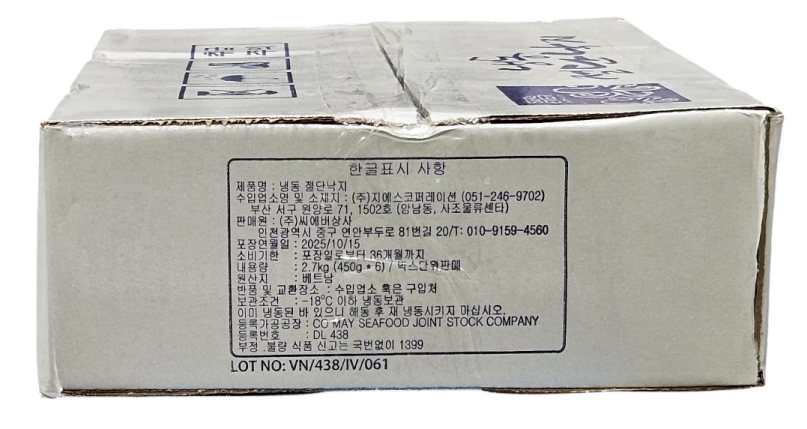 한글표시 사항
제품명 : 냉동 절단낙지
수입업소명 및 소재지 : (주)지에스코퍼레이션 (051-246-9702)
부산 서구 원양로 71, 1502호 (암남동, 사조물류센타)
판매원 : (주)씨에버상사
인천광역시 중구 연안부두로 81번길 20/T: 010-9159-4560
포장연월일 : 2025/10/15
소비기한 : 포장일로부터 36개월까지
내용량 : 2.7kg (450g * 6) / 박스단위판매
원산지 : 베트남
반품 및 교환장소 : 수입업소 혹은 구입처
보관조건 : -18°C 이하 냉동보관
이미 냉동된 바 있으니 해동 후 재 냉동시키지 마십시오.
등록가공공장 : CO MAY SEAFOOD JOINT STOCK COMPANY
등록번호 : DL 438
부정 .불량 식품 신고는 국번없이 1399
LOT NO: VN/438/IV/061